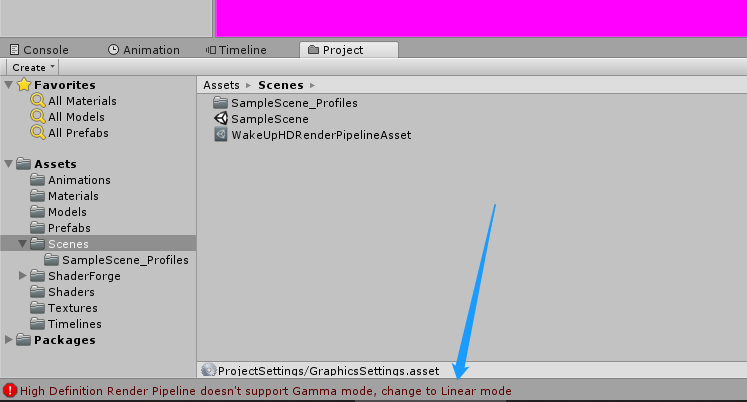 Console Animation Timeline Project
Create
Favorites
All Materials
All Models
All Prefabs
Assets
Animations
Materials
Models
Prefabs
Scenes
SampleScene_Profiles
ShaderForge
Shaders
Textures
Timelines
Packages
Assets Scenes
SampleScene_Profiles
SampleScene
WakeUpHDRenderPipelineAsset
ProjectSettings/GraphicsSettings.asset
High Definition Render Pipeline doesn't support Gamma mode, change to Linear mode